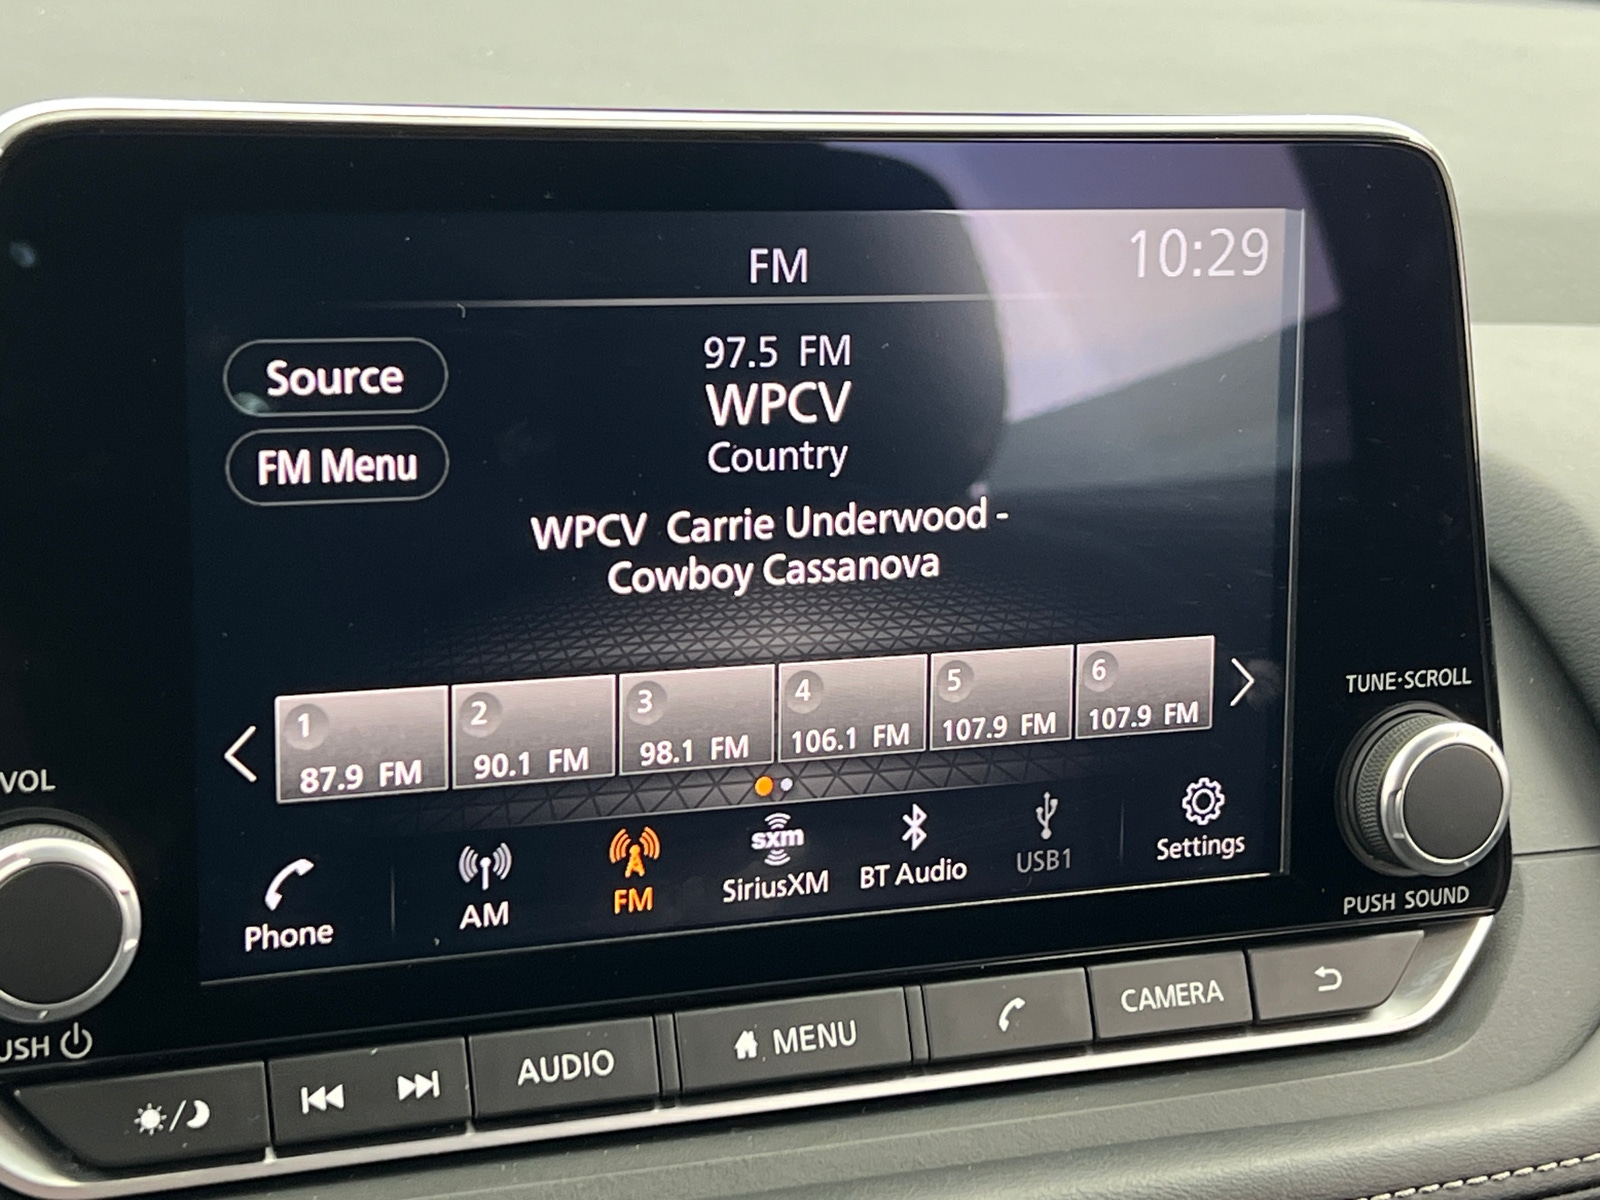 FM
10:29
Source
97.5 FM
WPCV
FM Menu
Country
WPCV Carrie Underwood -
Cowboy Cassanova
1
2
3
4
5
6
87.9 FM
90.1 FM
98.1 FM
106.1 FM
107.9 FM
107.9 FM
TUNE·SCROLL
VOL
Phone
AM
FM
sxm
SiriusXM
BT Audio
USB1
Settings
PUSH SOUND
USH
AUDIO
MENU
CAMERA